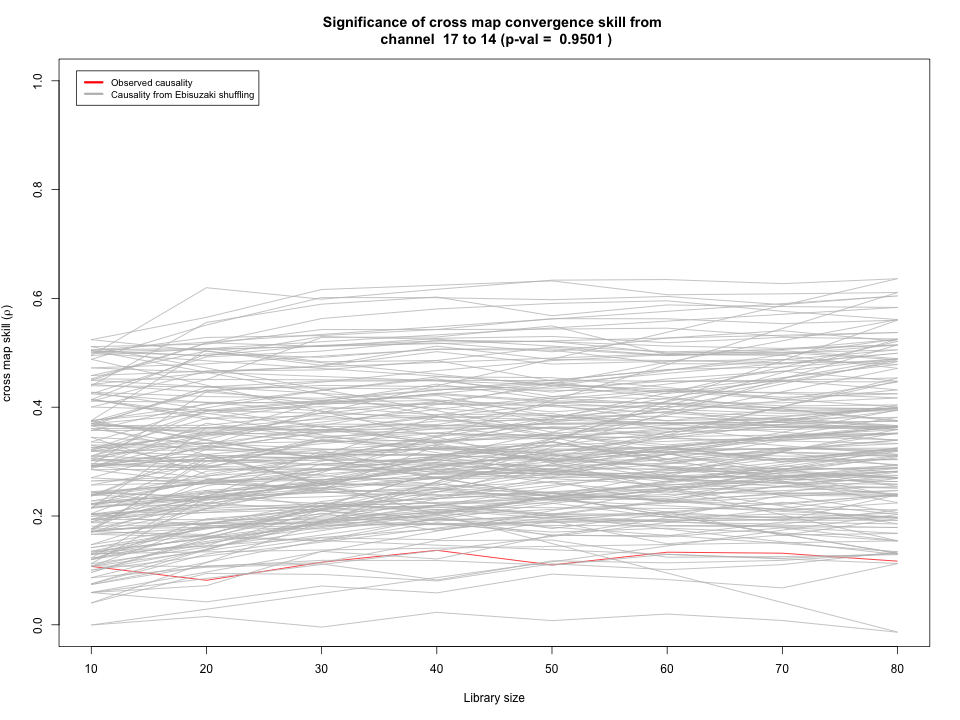 Significance of cross map convergence skill from
channel  17 to 14 (p-val =  0.9501 )
Observed causality
Causality from Ebisuzaki shuffling
cross map skill (ρ)
1.0
0.8
0.6
0.4
0.2
0.0
10 20 30 40 50 60 70 80
Library size